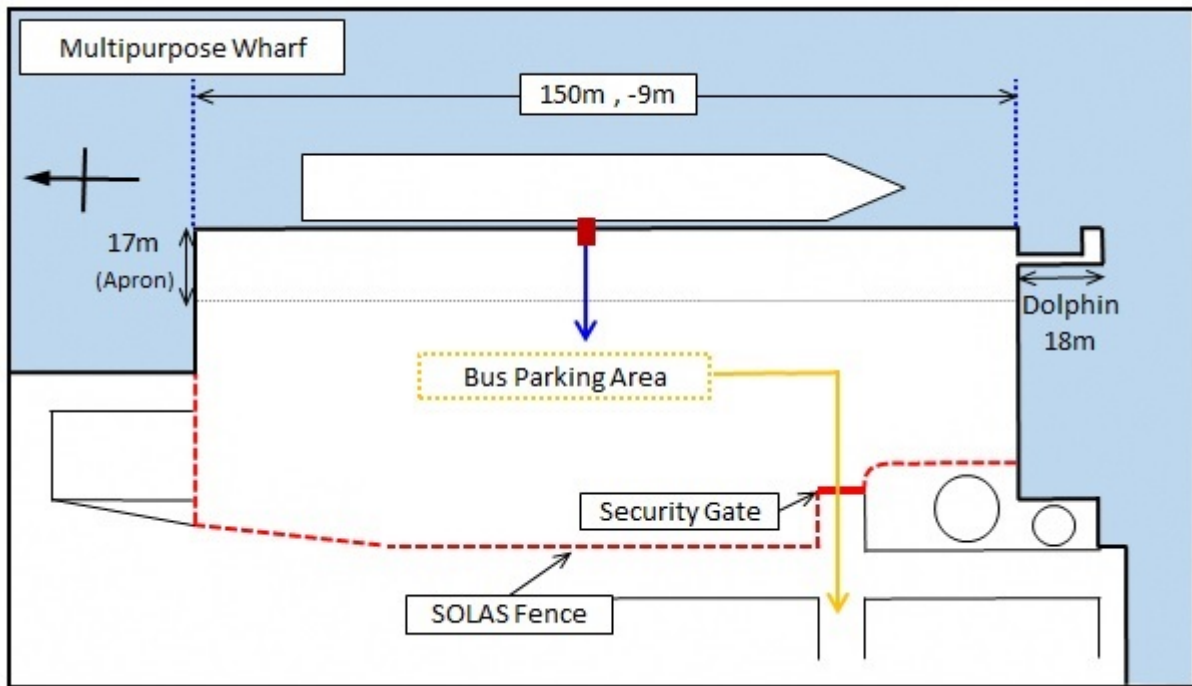 Multipurpose Wharf
150m , -9m
17m
(Apron)
Dolphin
18m
Bus Parking Area
Security Gate
SOLAS Fence